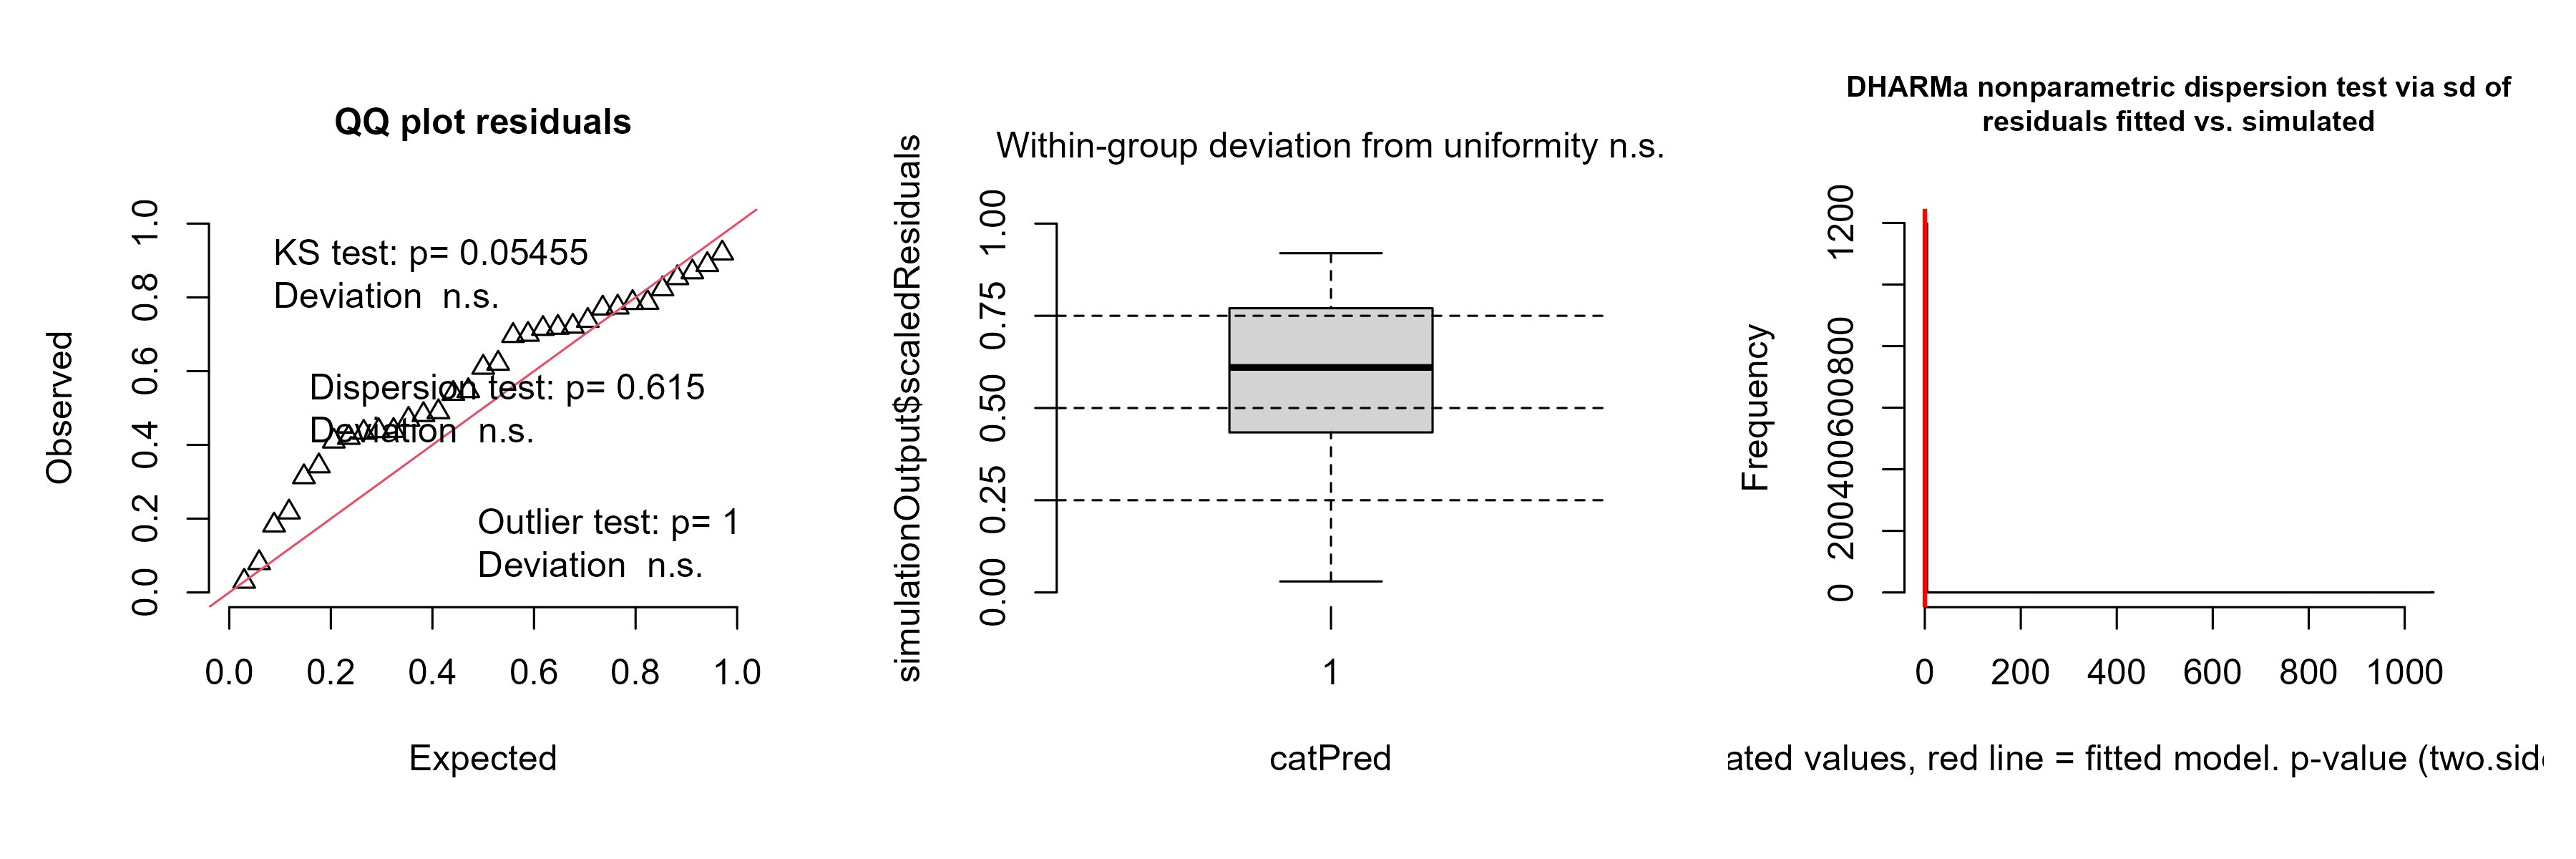 QQ plot residuals
KS test: p= 0.05455
Deviation  n.s.
Dispersion test: p= 0.615
Deviation  n.s.
Outlier test: p= 1
Deviation  n.s.
Observed
0.0 0.2 0.4 0.6 0.8 1.0
0.0 0.2 0.4 0.6 0.8 1.0
Expected
Within-group deviation from uniformity n.s.
simulationOutput$scaledResiduals
0.00 0.25 0.50 0.75 1.00
1
catPred
DHARMa nonparametric dispersion test via sd of
residuals fitted vs. simulated
Frequency
0 200 400 600 800 1200
0 200 400 600 800 1000
ated values, red line = fitted model. p-value (two.sid